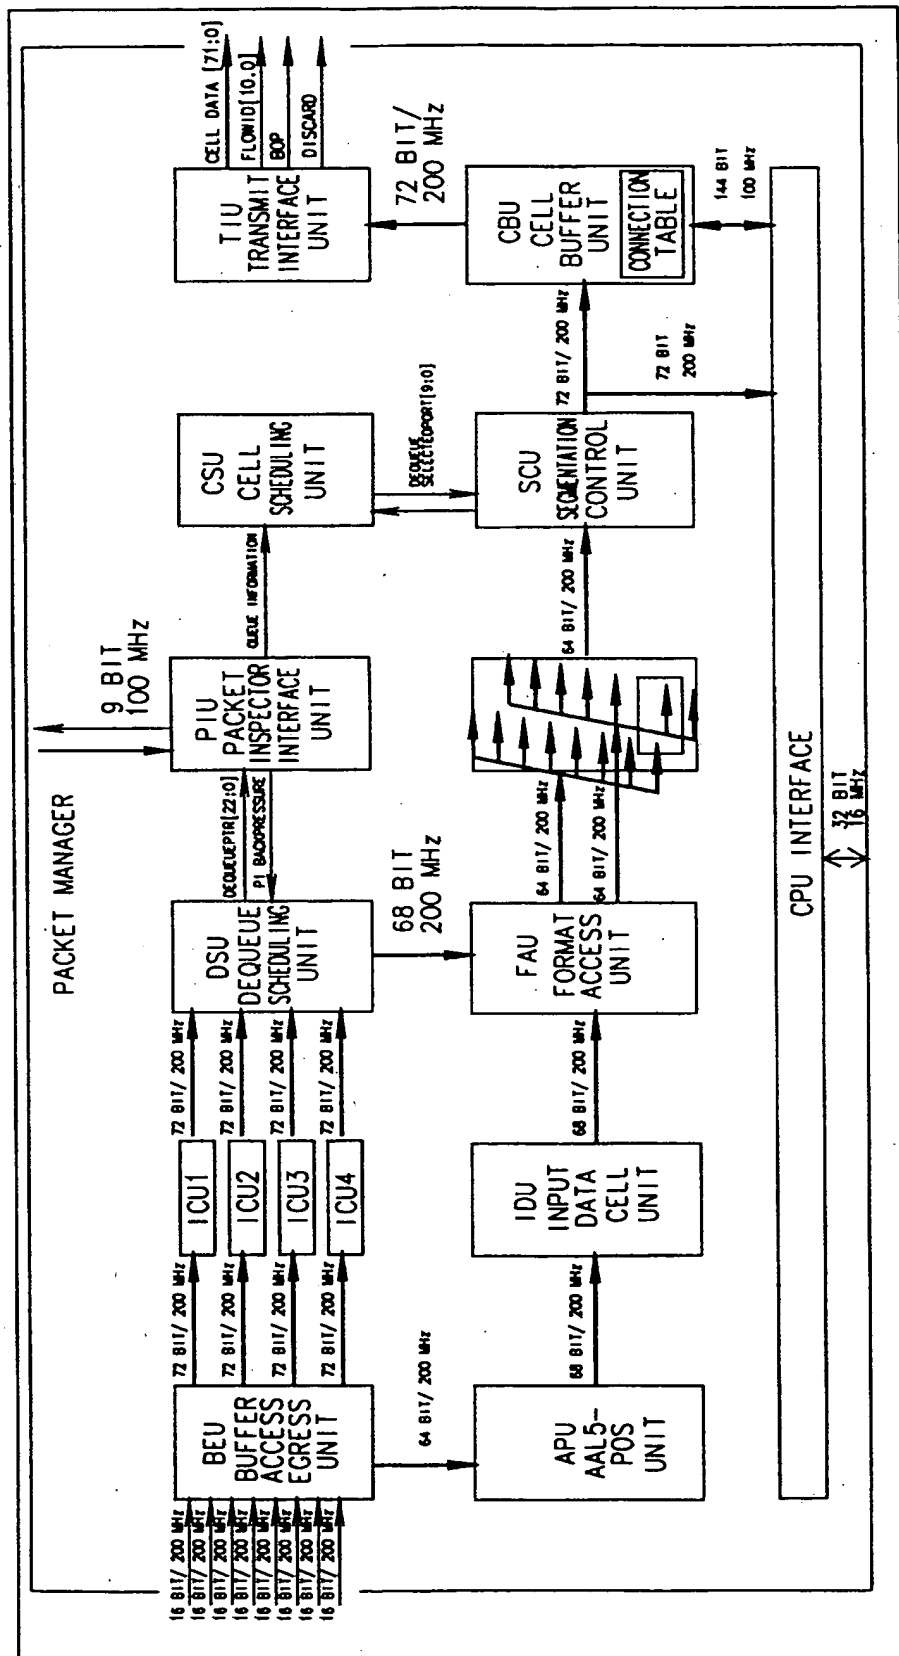 PACKET MANAGER
9 BIT
100 MHz
CELL DATA [71:0]
FLOWID[10.0]
BOP
DISCARD
16 BIT/ 200 MHz
16 BIT/ 200 MHz
16 BIT/ 200 MHz
16 BIT/ 200 MHz
16 BIT/ 200 MHz
16 BIT/ 200 MHz
16 BIT/ 200 MHz
16 BIT/ 200 MHz
BEU
BUFFER
ACCESS
EGRESS
UNIT
72 BIT/ 200 MHz
72 BIT/ 200 MHz
72 BIT/ 200 MHz
72 BIT/ 200 MHz
ICU1
ICU2
ICU3
ICU4
72 BIT/ 200 MHz
72 BIT/ 200 MHz
72 BIT/ 200 MHz
72 BIT/ 200 MHz
DSU
DEQUEUE
SCHEDULING
UNIT
DEQUEUEPTR[22:0]
P1 BACKPRESSURE
PIU
PACKET
INSPECTOR
INTERFACE
UNIT
QUEUE INFORMATION
CSU
CELL
SCHEDULING
UNIT
TIU
TRANSMIT
INTERFACE
UNIT
64 BIT/ 200 MHz
68 BIT
200 MHz
DEQUEUE
SELECTEDPORT[9:0]
72 BIT/
200 MHz
APU
AAL5-
POS
UNIT
68 BIT/ 200 MHz
IDU
INPUT
DATA
CELL
UNIT
68 BIT/ 200 MHz
FAU
FORMAT
ACCESS
UNIT
64 BIT/ 200 MHz
64 BIT/ 200 MHz
64 BIT/ 200 MHz
SCU
SEGMENTATION
CONTROL
UNIT
72 BIT/ 200 MHz
CBU
CELL
BUFFER
UNIT
CONNECTION
TABLE
72 BIT
200 MHz
144 BIT
100 MHz
CPU INTERFACE
32 BIT
16 MHz